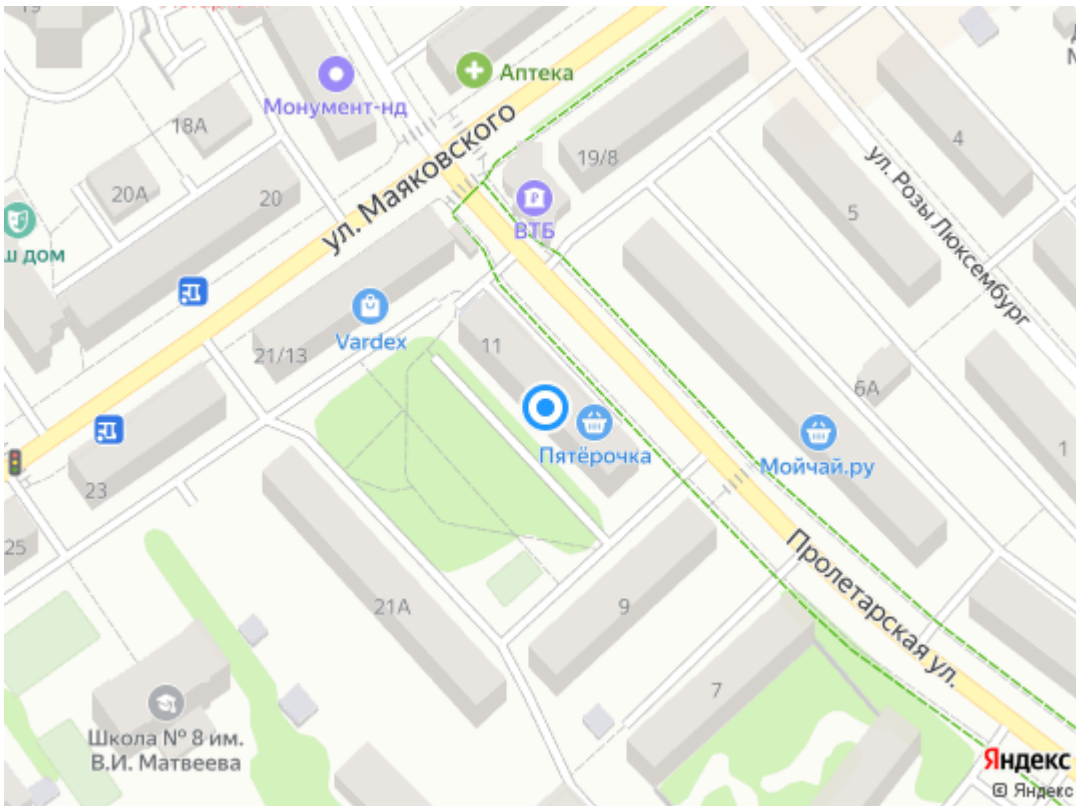 19
18А
Монумент-нд
Аптека
4
19/8
20А
20
ул. Маяковского
ВТБ
5
ул. Розы Люксембург
ш дом
Vardex
21/13
11
6А
Пятёрочка
Мойчай.ру
1
23
25
21А
9
Пролетарская ул.
7
Школа № 8 им.
В.И. Матвеева
Яндекс
© Яндекс